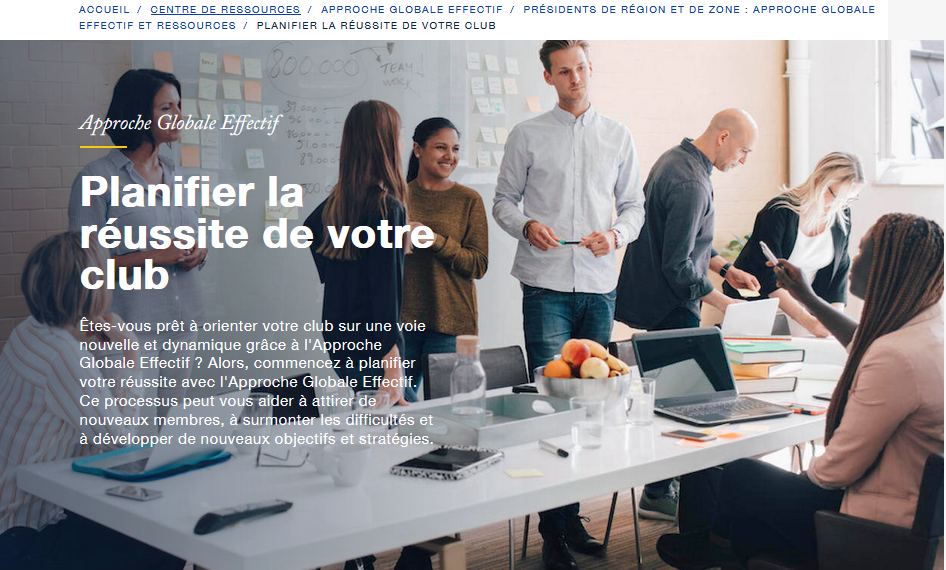 ACCUEIL / CENTRE DE RESSOURCES / APPROCHE GLOBALE EFFECTIF / PRÉSIDENTS DE RÉGION ET DE ZONE : APPROCHE GLOBALE
EFFECTIF ET RESSOURCES / PLANIFIER LA RÉUSSITE DE VOTRE CLUB
800.000
TEAM
WORK
Approche Globale Effectif
Planifier la
réussite de votre
club
Êtes-vous prêt à orienter votre club sur une voie
nouvelle et dynamique grâce à l'Approche
Globale Effectif ? Alors, commencez à planifier
votre réussite avec l'Approche Globale Effectif.
Ce processus peut vous aider à attirer de
nouveaux membres, à surmonter les difficultés et
à développer de nouveaux objectifs et stratégies.